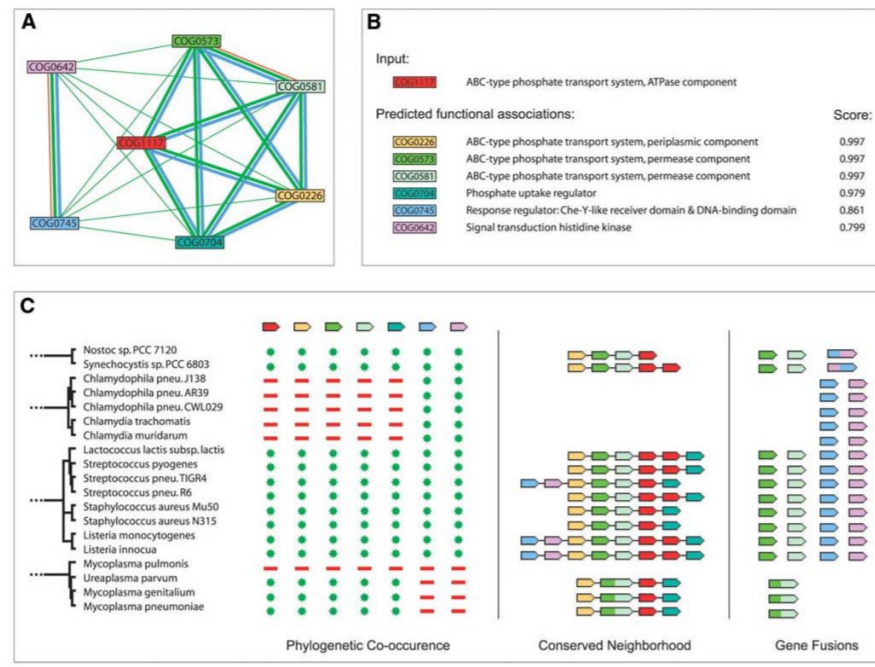 A
COG0573
COG0642
COG0581
COG1117
COG0226
COG0745
COG0704
B
Input:
COG1117 ABC-type phosphate transport system, ATPase component
Predicted functional associations: Score:
COG0226 ABC-type phosphate transport system, periplasmic component 0.997
COG0573 ABC-type phosphate transport system, permease component 0.997
COG0581 ABC-type phosphate transport system, permease component 0.997
COG0704 Phosphate uptake regulator 0.979
COG0745 Response regulator: Che-Y-like receiver domain & DNA-binding domain 0.861
COG0642 Signal transduction histidine kinase 0.799
C
Nostoc sp. PCC 7120
Synechocystis sp. PCC 6803
Chlamydophila pneu. J138
Chlamydophila pneu. AR39
Chlamydophila pneu. CWL029
Chlamydia trachomatis
Chlamydia muridarum
Lactococcus lactis subsp. lactis
Streptococcus pyogenes
Streptococcus pneu. TIGR4
Streptococcus pneu. R6
Staphylococcus aureus Mu50
Staphylococcus aureus N315
Listeria monocytogenes
Listeria innocua
Mycoplasma pulmonis
Ureaplasma parvum
Mycoplasma genitalium
Mycoplasma pneumoniae
Phylogenetic Co-occurence Conserved Neighborhood Gene Fusions